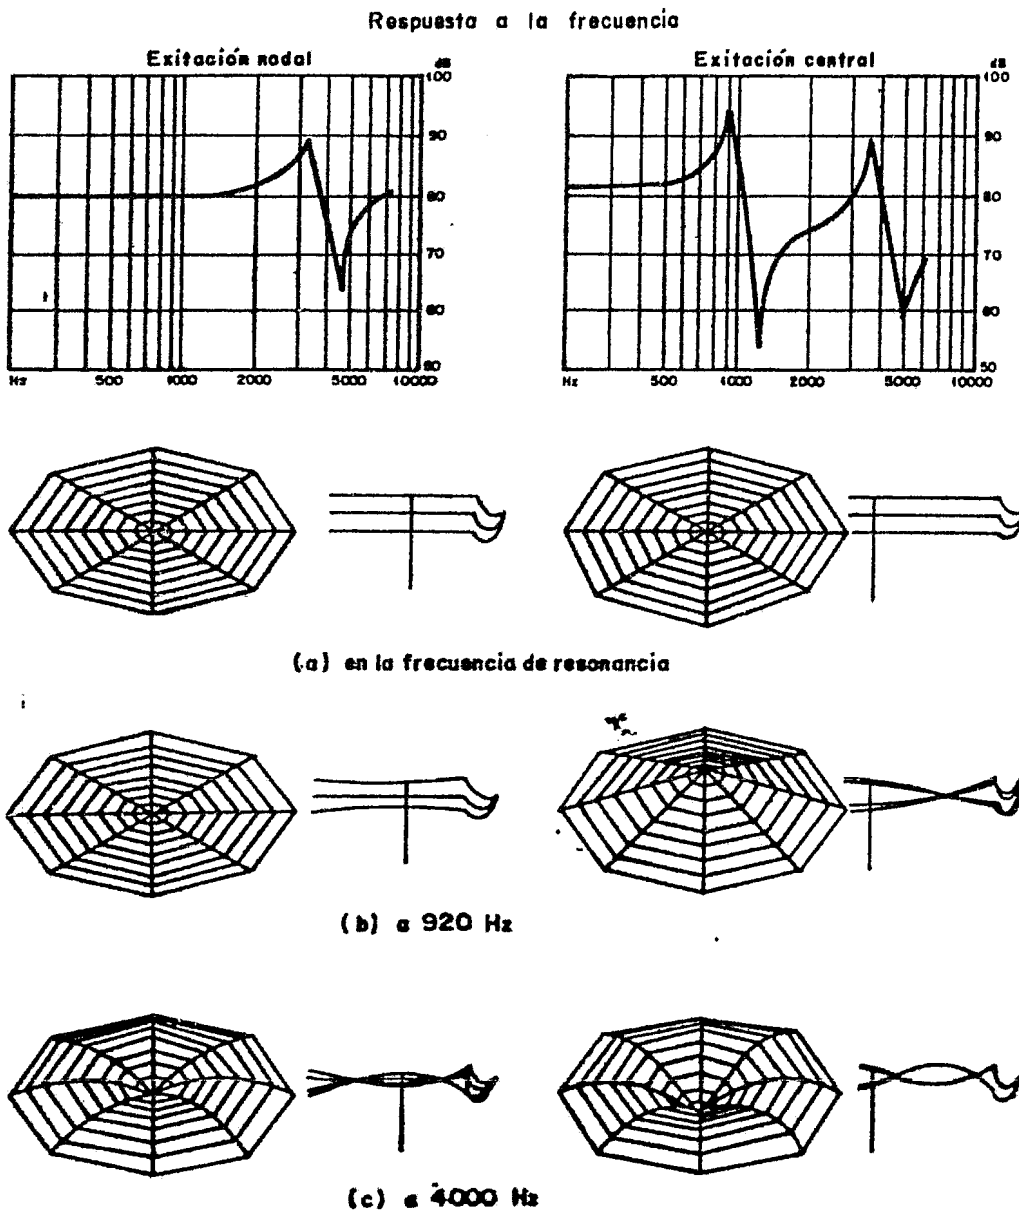 Respuesta a la frecuencia
Exitación nodal
Exitación central
dB
100
90
80
70
60
50
Hz 500 1000 2000 5000 10000
dB
100
90
80
70
60
50
Hz 500 1000 2000 5000 10000
(a) en la frecuencia de resonancia
(b) a 920 Hz
(c) a 4000 Hz